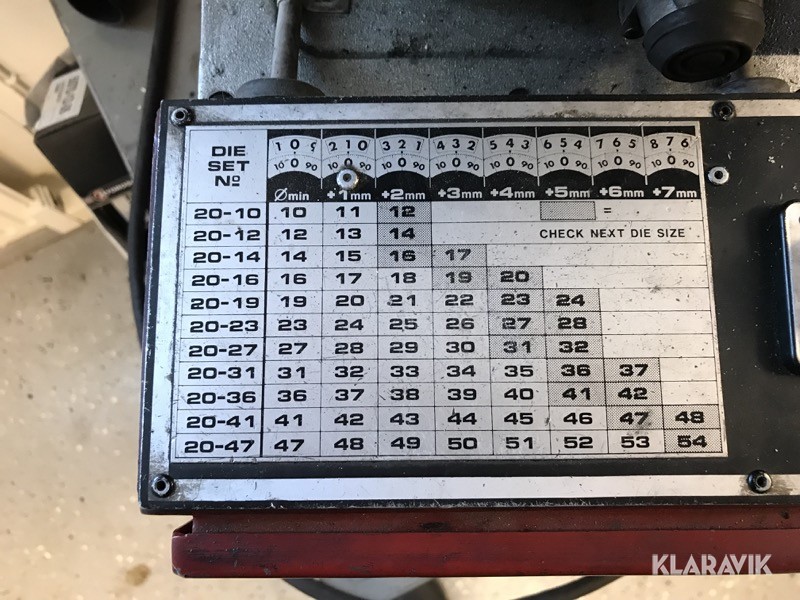 DIE SET Nº
1 0 9 2 1 0 3 2 1 4 3 2 5 4 3 6 5 4 7 6 5 8 7 6
10 0 90 10 0 90 10 0 90 10 0 90 10 0 90 10 0 90 10 0 90 10 0 90
Ømin +1mm +2mm +3mm +4mm +5mm +6mm +7mm
20-10 10 11 12 =
20-12 12 13 14 CHECK NEXT DIE SIZE
20-14 14 15 16 17
20-16 16 17 18 19 20
20-19 19 20 21 22 23 24
20-23 23 24 25 26 27 28
20-27 27 28 29 30 31 32
20-31 31 32 33 34 35 36 37
20-36 36 37 38 39 40 41 42
20-41 41 42 43 44 45 46 47 48
20-47 47 48 49 50 51 52 53 54
KLARAVIK